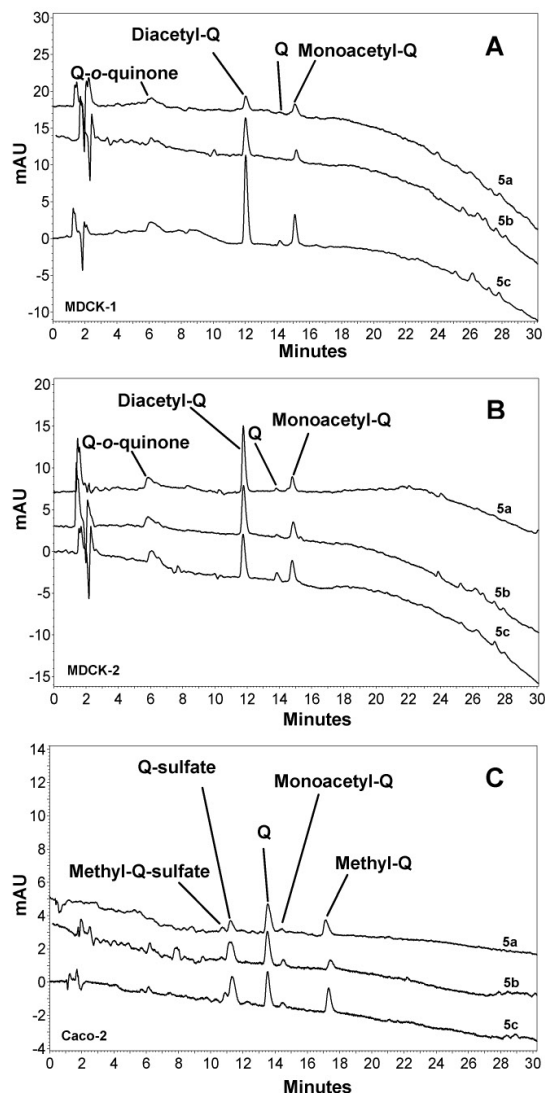 A
Diacetyl-Q
Q
Monoacetyl-Q
Q-o-quinone
30
25
20
15
10
5
0
-5
-10
mAU
5a
5b
5c
MDCK-1
0 2 4 6 8 10 12 14 16 18 20 22 24 26 28 30
Minutes
B
Diacetyl-Q
Q
Monoacetyl-Q
Q-o-quinone
20
15
10
5
0
-5
-10
-15
mAU
5a
5b
5c
MDCK-2
0 2 4 6 8 10 12 14 16 18 20 22 24 26 28 30
Minutes
C
Q-sulfate
Monoacetyl-Q
Q
Methyl-Q-sulfate
Methyl-Q
14
12
10
8
6
4
2
0
-2
-4
mAU
5a
5b
5c
Caco-2
0 2 4 6 8 10 12 14 16 18 20 22 24 26 28 30 32
Minutes